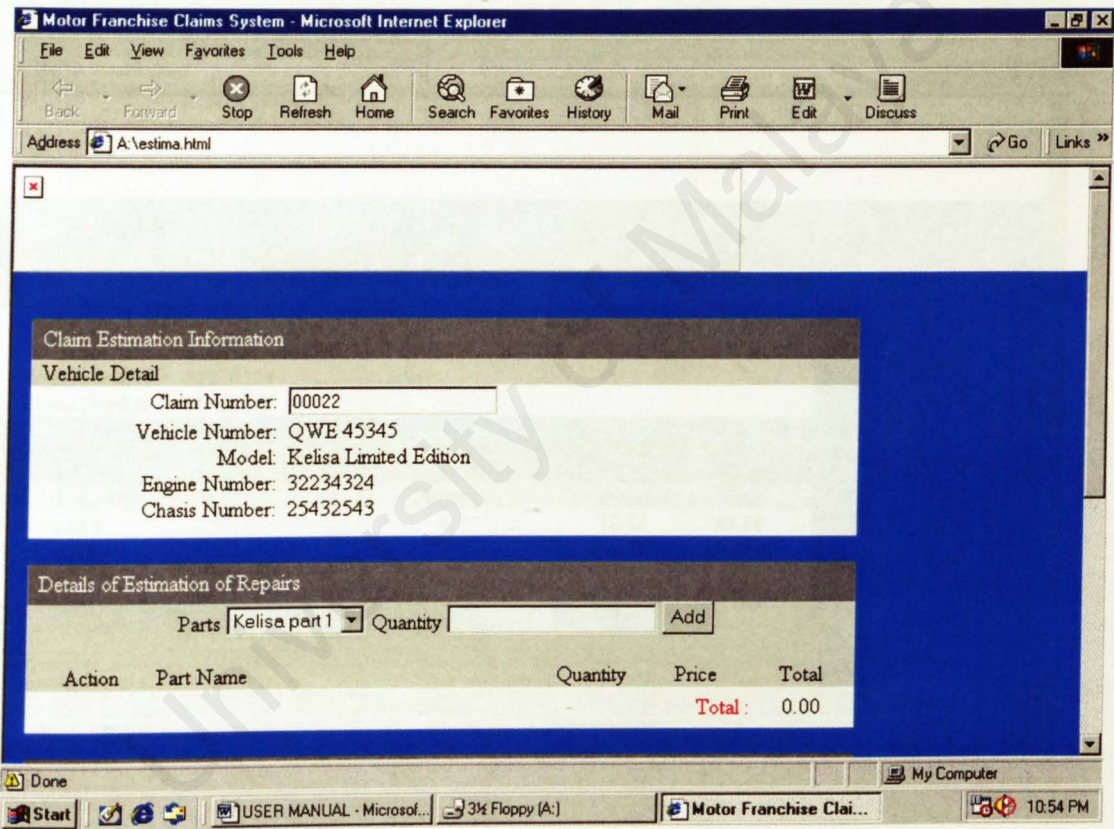 Motor Franchise Claims System - Microsoft Internet Explorer
File Edit View Favorites Tools Help
Back Forward Stop Refresh Home Search Favorites History Mail Print Edit Discuss
Address A:\estima.html Go Links »
Claim Estimation Information
Vehicle Detail
Claim Number: 00022
Vehicle Number: QWE 45345
Model: Kelisa Limited Edition
Engine Number: 32234324
Chasis Number: 25432543
Details of Estimation of Repairs
Parts Kelisa part 1 Quantity Add
Action Part Name Quantity Price Total
Total : 0.00
Done My Computer
Start USER MANUAL - Microsof... 3½ Floppy (A:) Motor Franchise Clai... 10:54 PM
University of Malaya